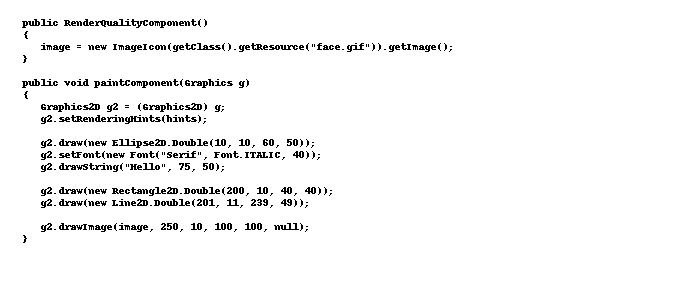 public RenderQualityComponent()
{
image = new ImageIcon(getClass().getResource("face.gif")).getImage();
}
public void paintComponent(Graphics g)
{
Graphics2D g2 = (Graphics2D) g;
g2.setRenderingHints(hints);
g2.draw(new Ellipse2D.Double(10, 10, 60, 50));
g2.setFont(new Font("Serif", Font.ITALIC, 40));
g2.drawString("Hello", 75, 50);
g2.draw(new Rectangle2D.Double(200, 10, 40, 40));
g2.draw(new Line2D.Double(201, 11, 239, 49));
g2.drawImage(image, 250, 10, 100, 100, null);
}